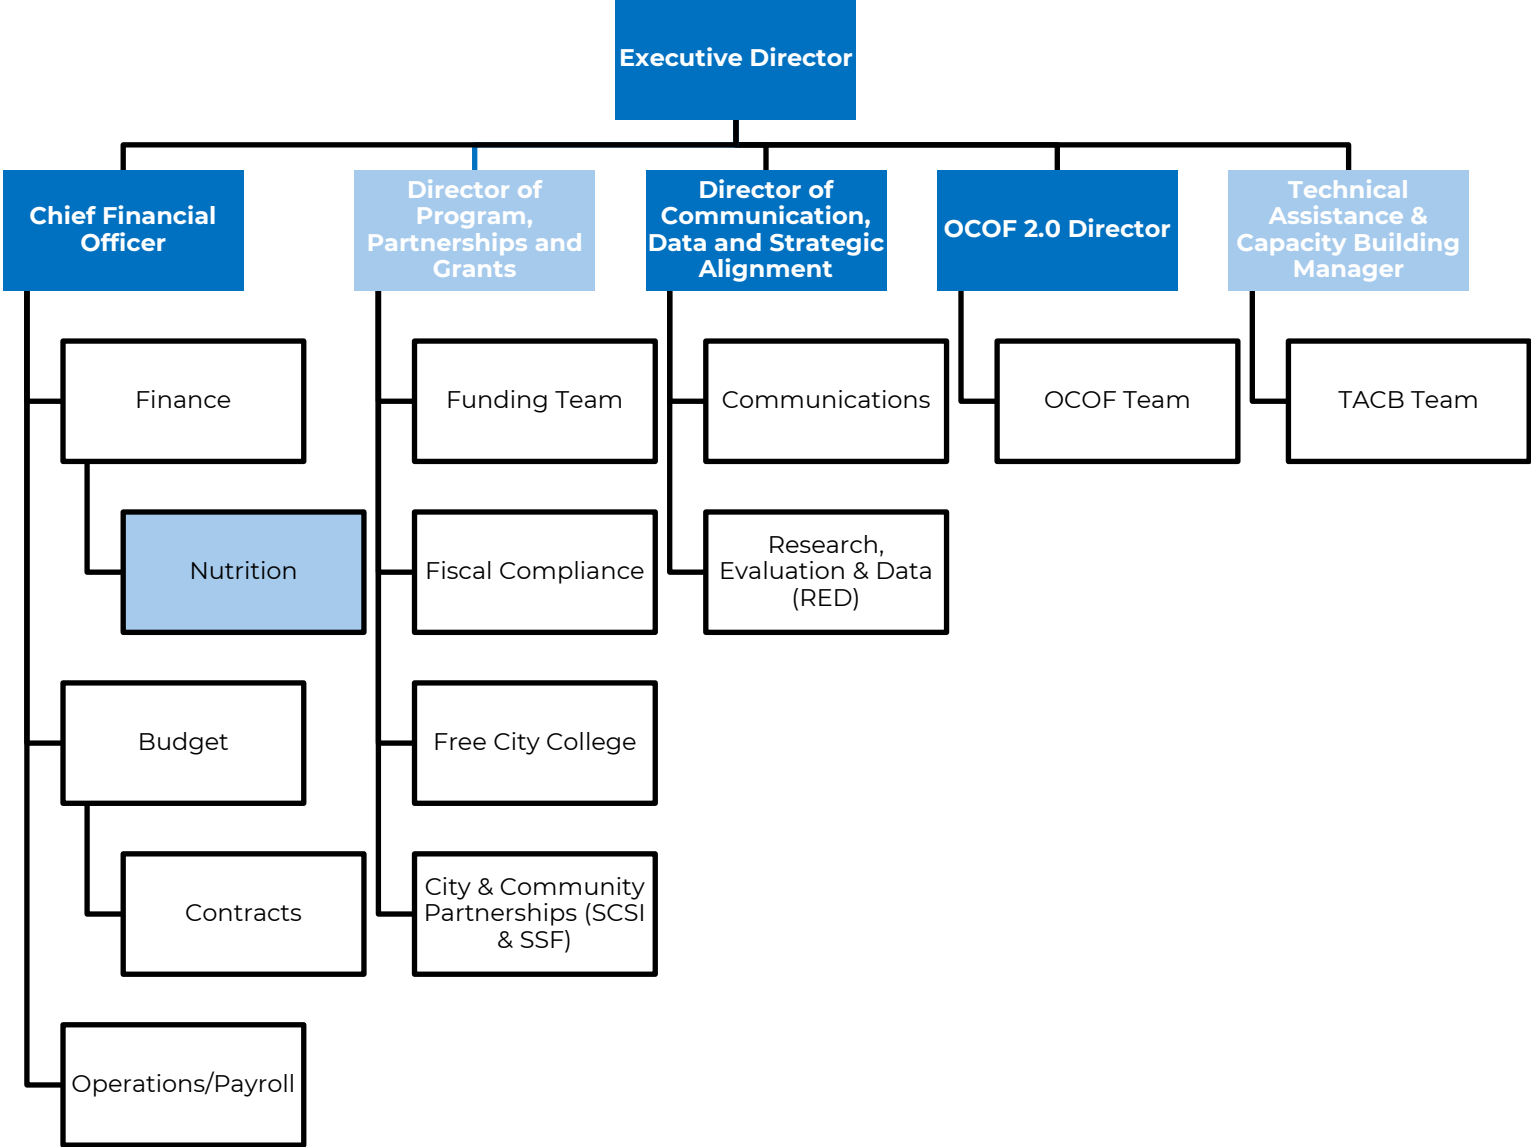 Executive Director
Chief Financial
Officer
Director of
Program,
Partnerships and
Grants
Director of
Communication,
Data and Strategic
Alignment
OCOF 2.0 Director
Technical
Assistance &
Capacity Building
Manager
Finance
Funding Team
Communications
OCOF Team
TACB Team
Nutrition
Fiscal Compliance
Research,
Evaluation & Data
(RED)
Budget
Free City College
Contracts
City & Community
Partnerships (SCSI
& SSF)
Operations/Payroll